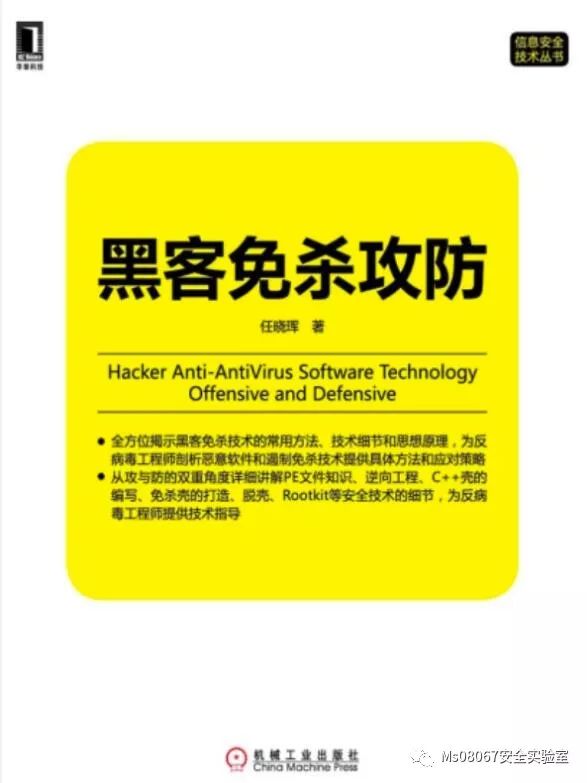 华章科技
信息安全
技术丛书
黑客免杀攻防
任晓珲 著
Hacker Anti-AntiVirus Software Technology
Offensive and Defensive
● 全方位揭示黑客免杀技术的常用方法、技术细节和思想原理，为反
病毒工程师剖析恶意软件和遏制免杀技术提供具体方法和应对策略
● 从攻与防的双重角度详细讲解PE文件知识、逆向工程、C++壳的
编写、免杀壳的打造、脱壳、Rootkit等安全技术的细节，为反病
毒工程师提供技术指导
机械工业出版社
China Machine Press
Ms08067安全实验室